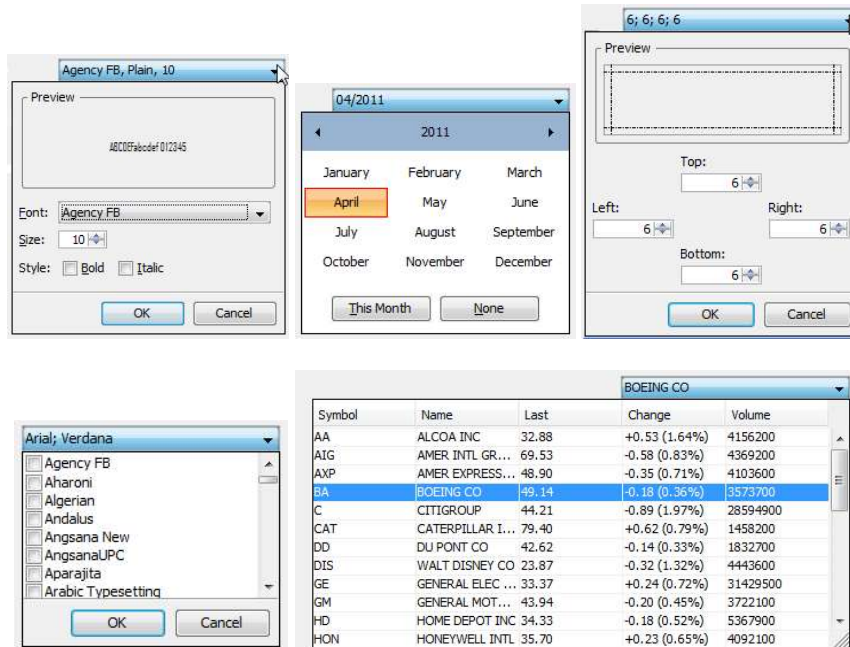 Agency FB, Plain, 10
Preview
ABCDEFabcdef 012345
Font: Agency FB
Size: 10
Style: Bold Italic
OK Cancel
04/2011
2011
January February March
April May June
July August September
October November December
This Month None
6; 6; 6; 6
Preview
Top:
6
Left: Right:
6 6
Bottom:
6
OK Cancel
Arial; Verdana
Agency FB
Aharoni
Algerian
Andalus
Angsana New
AngsanaUPC
Aparajita
Arabic Typesetting
OK Cancel
BOEING CO
Symbol Name Last Change Volume
AA ALCOA INC 32.88 +0.53 (1.64%) 4156200
AIG AMER INTL GR... 69.53 -0.58 (0.83%) 4369200
AXP AMER EXPRESS... 48.90 -0.35 (0.71%) 4103600
BA BOEING CO 49.14 -0.18 (0.36%) 3573700
C CITIGROUP 44.21 -0.89 (1.97%) 28594900
CAT CATERPILLAR I... 79.40 +0.62 (0.79%) 1458200
DD DU PONT CO 42.62 -0.14 (0.33%) 1832700
DIS WALT DISNEY CO 23.87 -0.32 (1.32%) 4443600
GE GENERAL ELEC ... 33.37 +0.24 (0.72%) 31429500
GM GENERAL MOT... 43.94 -0.20 (0.45%) 3722100
HD HOME DEPOT INC 34.33 -0.18 (0.52%) 5367900
HON HONEYWELL INTL 35.70 +0.23 (0.65%) 4092100